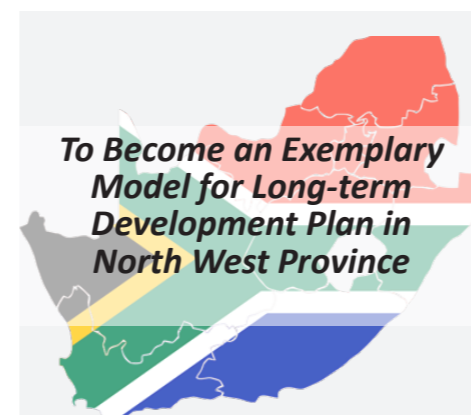 To Become an Exemplary
Model for Long-term
Development Plan in
North West Province